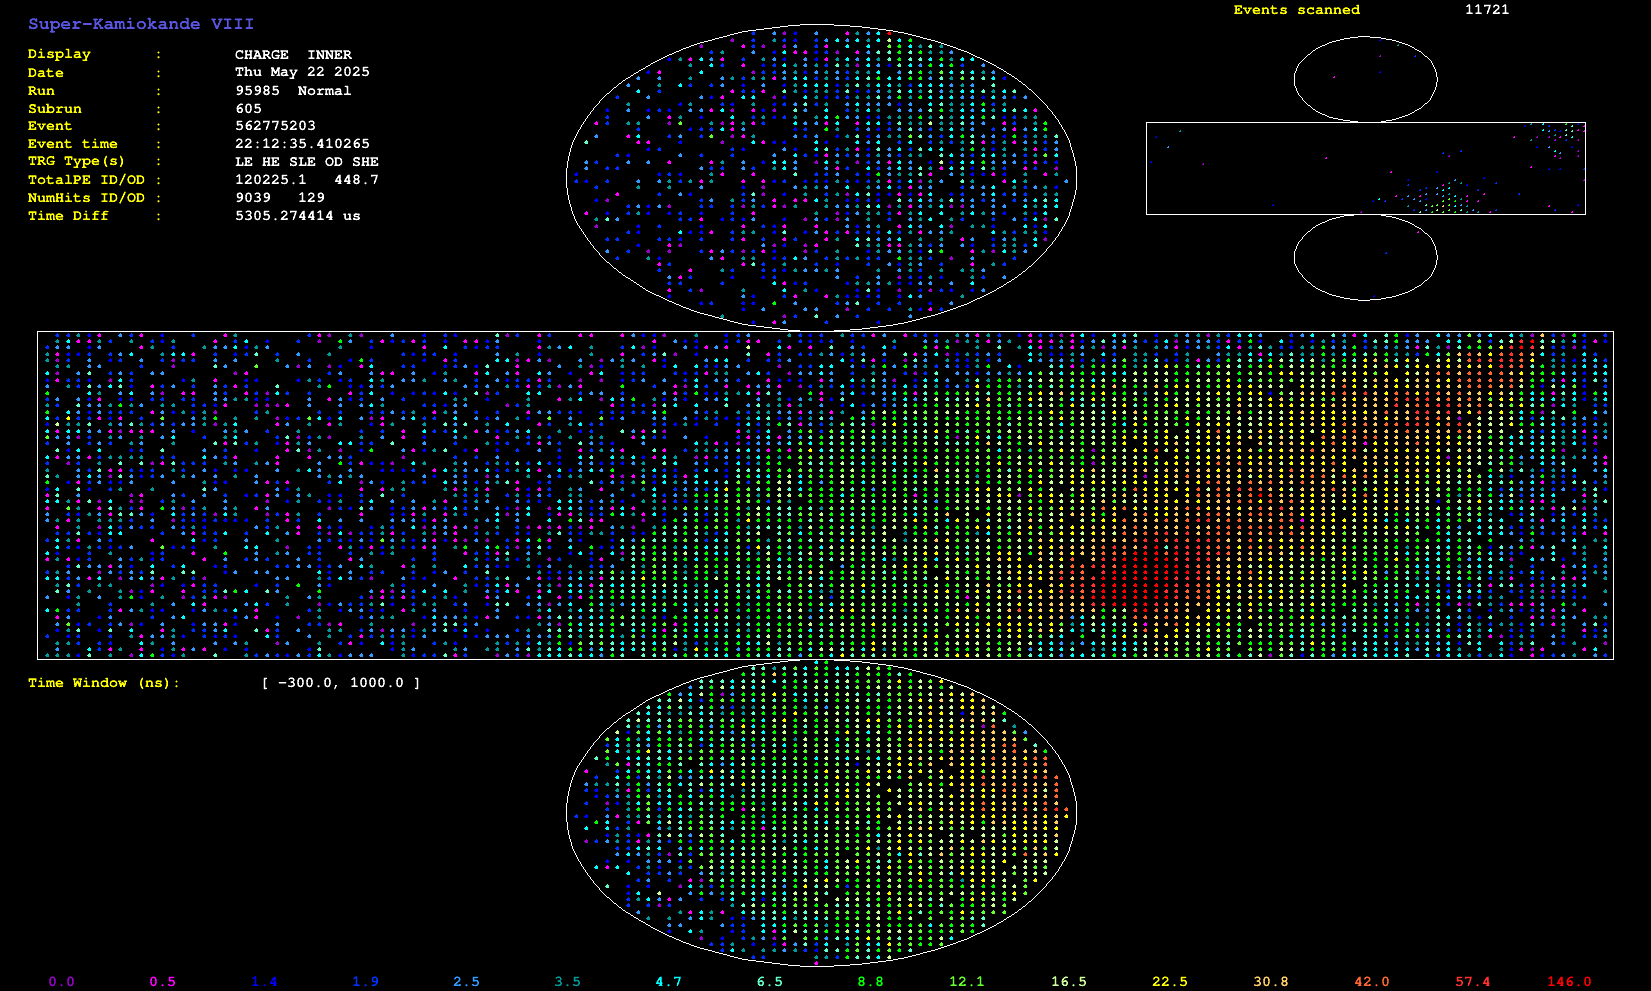 Super-Kamiokande VIII
Events scanned 11721
Display : CHARGE INNER
Date : Thu May 22 2025
Run : 95985 Normal
Subrun : 605
Event : 562775203
Event time : 22:12:35.410265
TRG Type(s) : LE HE SLE OD SHE
TotalPE ID/OD : 120225.1 448.7
NumHits ID/OD : 9039 129
Time Diff : 5305.274414 us
Time Window (ns): [ -300.0, 1000.0 ]
0.0 0.5 1.4 1.9 2.5 3.5 4.7 6.5 8.8 12.1 16.5 22.5 30.8 42.0 57.4 146.0